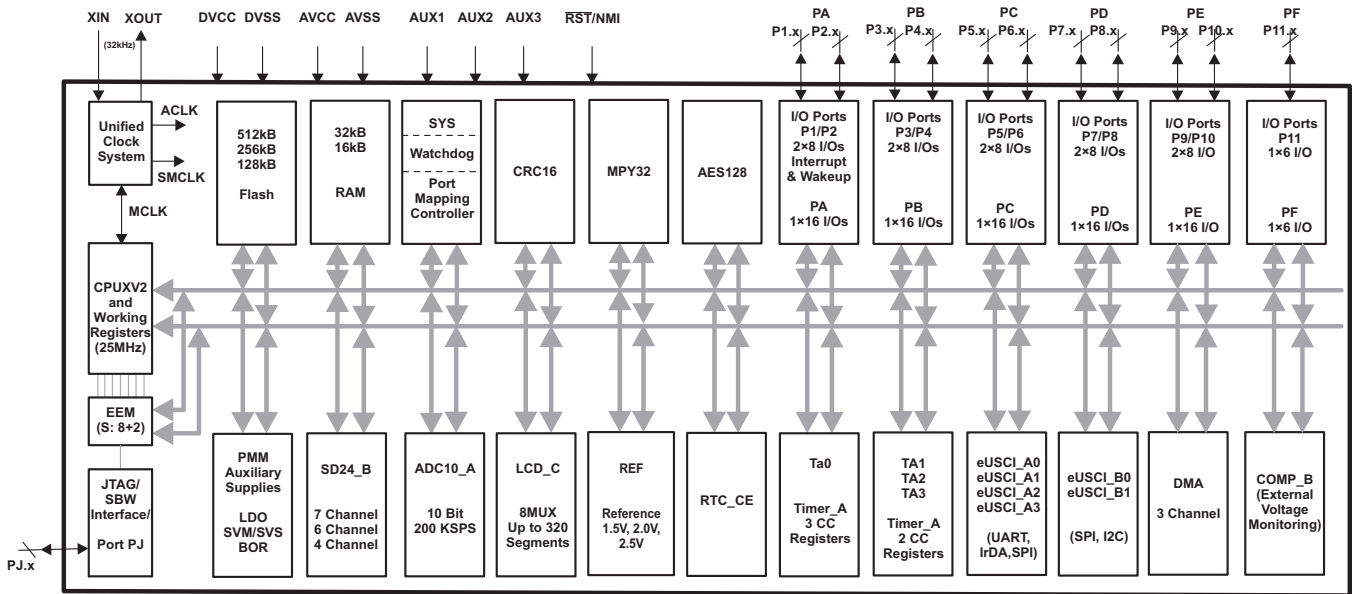 XIN
XOUT
(32kHz)
DVCC
DVSS
AVCC
AVSS
AUX1
AUX2
AUX3
RST/NMI
PA
P1.x
P2.x
PB
P3.x
P4.x
PC
P5.x
P6.x
PD
P7.x
P8.x
PE
P9.x
P10.x
PF
P11.x
Unified
Clock
System
ACLK
SMCLK
MCLK
512kB
256kB
128kB
Flash
32kB
16kB
RAM
SYS
Watchdog
Port
Mapping
Controller
CRC16
MPY32
AES128
I/O Ports
P1/P2
2×8 I/Os
Interrupt
& Wakeup
PA
1×16 I/Os
I/O Ports
P3/P4
2×8 I/Os
PB
1×16 I/Os
I/O Ports
P5/P6
2×8 I/Os
PC
1×16 I/Os
I/O Ports
P7/P8
2×8 I/Os
PD
1×16 I/Os
I/O Ports
P9/P10
2×8 I/O
PE
1×16 I/O
I/O Ports
P11
1×6 I/O
PF
1×6 I/O
CPUXV2
and
Working
Registers
(25MHz)
EEM
(S: 8+2)
JTAG/
SBW
Interface/
Port PJ
PJ.x
PMM
Auxiliary
Supplies
LDO
SVM/SVS
BOR
SD24_B
7 Channel
6 Channel
4 Channel
ADC10_A
10 Bit
200 KSPS
LCD_C
8MUX
Up to 320
Segments
REF
Reference
1.5V, 2.0V,
2.5V
RTC_CE
Ta0
Timer_A
3 CC
Registers
TA1
TA2
TA3
Timer_A
2 CC
Registers
eUSCI_A0
eUSCI_A1
eUSCI_A2
eUSCI_A3
(UART,
IrDA,SPI)
eUSCI_B0
eUSCI_B1
(SPI, I2C)
DMA
3 Channel
COMP_B
(External
Voltage
Monitoring)